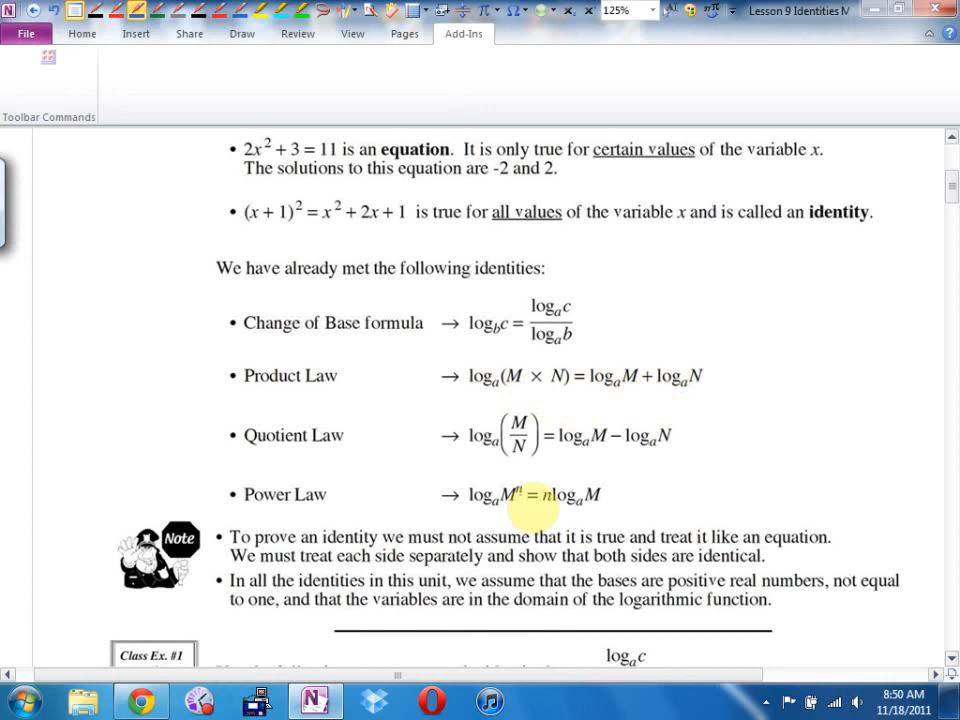 125%
Lesson 9 Identities M
File Home Insert Share Draw Review View Pages Add-Ins
Toolbar Commands
• 2x² + 3 = 11 is an equation. It is only true for certain values of the variable x.
The solutions to this equation are -2 and 2.
• (x + 1)² = x² + 2x + 1 is true for all values of the variable x and is called an identity.
We have already met the following identities:
• Change of Base formula → log_b c = log_a c / log_a b
• Product Law → log_a(M × N) = log_a M + log_a N
• Quotient Law → log_a(M/N) = log_a M − log_a N
• Power Law → log_a Mⁿ = n log_a M
Note
• To prove an identity we must not assume that it is true and treat it like an equation.
We must treat each side separately and show that both sides are identical.
• In all the identities in this unit, we assume that the bases are positive real numbers, not equal
to one, and that the variables are in the domain of the logarithmic function.
Class Ex. #1
log_a c
8:50 AM
11/18/2011